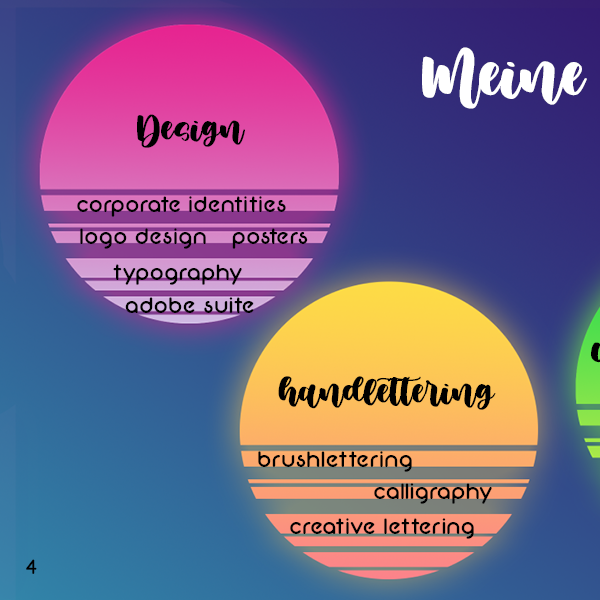 Meine
Design
corporate identities
logo design posters
typography
adobe suite
handlettering
brushlettering
calligraphy
creative lettering
4